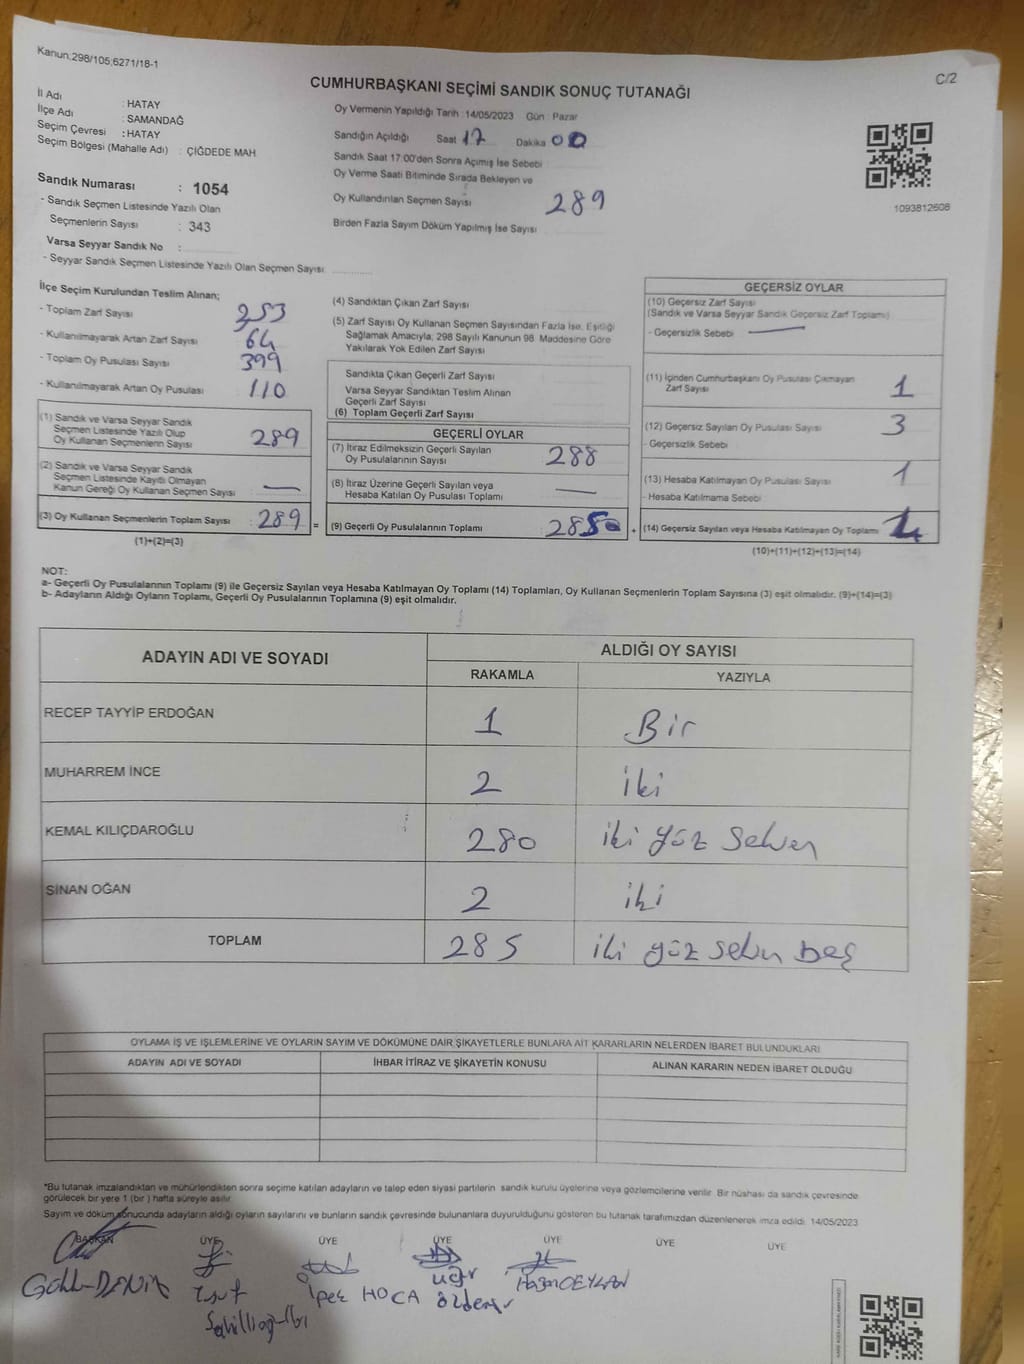 Kanun:298/105;6271/18-1
C/2
CUMHURBAŞKANI SEÇİMİ SANDIK SONUÇ TUTANAĞI
İl Adı : HATAY
İlçe Adı : SAMANDAĞ
Seçim Çevresi : HATAY
Seçim Bölgesi (Mahalle Adı) : ÇİĞDEDE MAH
Sandık Numarası : 1054
- Sandık Seçmen Listesinde Yazılı Olan
Seçmenlerin Sayısı : 343
Varsa Seyyar Sandık No :
- Seyyar Sandık Seçmen Listesinde Yazılı Olan Seçmen Sayısı
Oy Vermenin Yapıldığı Tarih : 14/05/2023 Gün : Pazar
Sandığın Açıldığı Saat 17 Dakika 00
Sandık Saat 17:00'den Sonra Açımış İse Sebebi
Oy Verme Saati Bitiminde Sırada Bekleyen ve
Oy Kullandırılan Seçmen Sayısı 289
Birden Fazla Sayım Döküm Yapılmış İse Sayısı
1093812608
İlçe Seçim Kurulundan Teslim Alınan;
- Toplam Zarf Sayısı 353
- Kullanılmayarak Artan Zarf Sayısı 64
- Toplam Oy Pusulası Sayısı 399
- Kullanılmayarak Artan Oy Pusulası 110
(1) Sandık ve Varsa Seyyar Sandık
Seçmen Listesinde Yazılı Olup
Oy Kullanan Seçmenlerin Sayısı 289
(2) Sandık ve Varsa Seyyar Sandık
Seçmen Listesinde Kayıtlı Olmayan
Kanun Gereği Oy Kullanan Seçmen Sayısı —
(3) Oy Kullanan Seçmenlerin Toplam Sayısı : 289 =
(1)+(2)=(3)
(4) Sandıktan Çıkan Zarf Sayısı
(5) Zarf Sayısı Oy Kullanan Seçmen Sayısından Fazla İse, Eşitliği
Sağlamak Amacıyla, 298 Sayılı Kanunun 98. Maddesine Göre
Yakılarak Yok Edilen Zarf Sayısı
Sandıkta Çıkan Geçerli Zarf Sayısı
Varsa Seyyar Sandıktan Teslim Alınan
Geçerli Zarf Sayısı
(6) Toplam Geçerli Zarf Sayısı
GEÇERLİ OYLAR
(7) İtiraz Edilmeksizin Geçerli Sayılan
Oy Pusulalarının Sayısı 288
(8) İtiraz Üzerine Geçerli Sayılan veya
Hesaba Katılan Oy Pusulası Toplamı —
(9) Geçerli Oy Pusulalarının Toplamı +
GEÇERSİZ OYLAR
(10) Geçersiz Zarf Sayısı
(Sandık ve Varsa Seyyar Sandık Geçersiz Zarf Toplamı)
- Geçersizlik Sebebi —
(11) İçinden Cumhurbaşkanı Oy Pusulası Çıkmayan
Zarf Sayısı 1
(12) Geçersiz Sayılan Oy Pusulası Sayısı 3
- Geçersizlik Sebebi
(13) Hesaba Katılmayan Oy Pusulası Sayısı 1
- Hesaba Katılmama Sebebi
(14) Geçersiz Sayılan veya Hesaba Katılmayan Oy Toplamı 4
(10)+(11)+(12)+(13)=(14)
NOT:
a- Geçerli Oy Pusulalarının Toplamı (9) ile Geçersiz Sayılan veya Hesaba Katılmayan Oy Toplamı (14) Toplamları, Oy Kullanan Seçmenlerin Toplam Sayısına (3) eşit olmalıdır. (9)+(14)=(3)
b- Adayların Aldığı Oyların Toplamı, Geçerli Oy Pusulalarının Toplamına (9) eşit olmalıdır.
ADAYIN ADI VE SOYADI ALDIĞI OY SAYISI
RAKAMLA YAZIYLA
RECEP TAYYİP ERDOĞAN 1 Bir
MUHARREM İNCE 2 iki
KEMAL KILIÇDAROĞLU 280 iki yüz seksen
SİNAN OĞAN 2 iki
TOPLAM 285 iki yüz seksen beş
OYLAMA İŞ VE İŞLEMLERİNE VE OYLARIN SAYIM VE DÖKÜMÜNE DAİR ŞİKAYETLERLE BUNLARA AİT KARARLARIN NELERDEN İBARET BULUNDUKLARI
ADAYIN ADI VE SOYADI İHBAR İTİRAZ VE ŞİKAYETİN KONUSU ALINAN KARARIN NEDEN İBARET OLDUĞU
*Bu tutanak imzalandıktan ve mühürlendikten sonra seçime katılan adayların ve talep eden siyasi partilerin sandık kurulu üyelerine veya gözlemcilerine verilir. Bir nüshası da sandık çevresinde
görülecek bir yere 1 (bir) hafta süreyle asılır.
Sayım ve döküm sonucunda adayların aldığı oyların sayılarını ve bunların sandık çevresinde bulunanlara duyurulduğunu gösteren bu tutanak tarafımızdan düzenlenerek imza edildi. 14/05/2023
BAŞKAN ÜYE ÜYE ÜYE ÜYE ÜYE ÜYE
DENİZ İpek HOCA Uğur Hazım CEYLAN